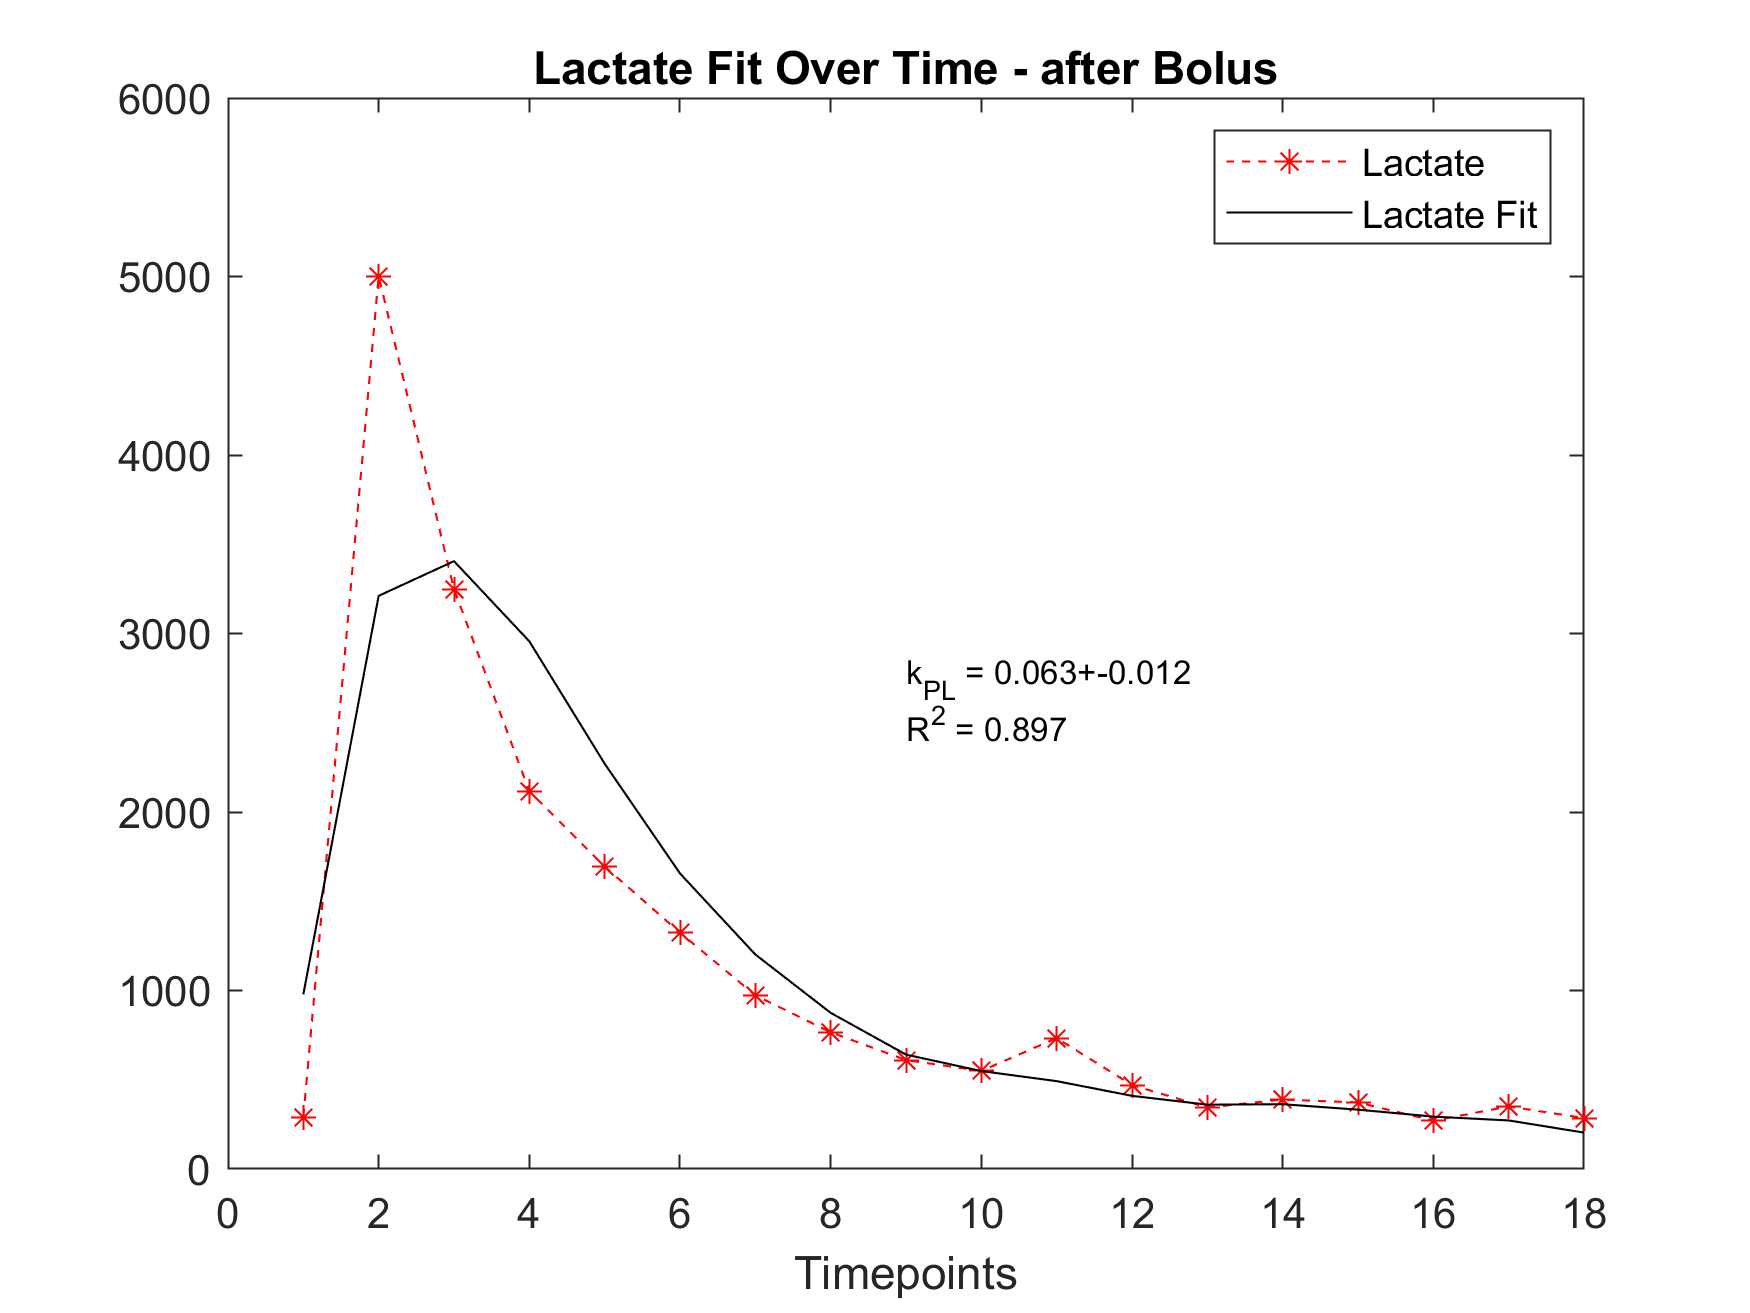 Lactate Fit Over Time - after Bolus
6000
5000
4000
3000
2000
1000
0
Lactate
Lactate Fit
k_PL = 0.063+-0.012
R^2 = 0.897
0 2 4 6 8 10 12 14 16 18
Timepoints